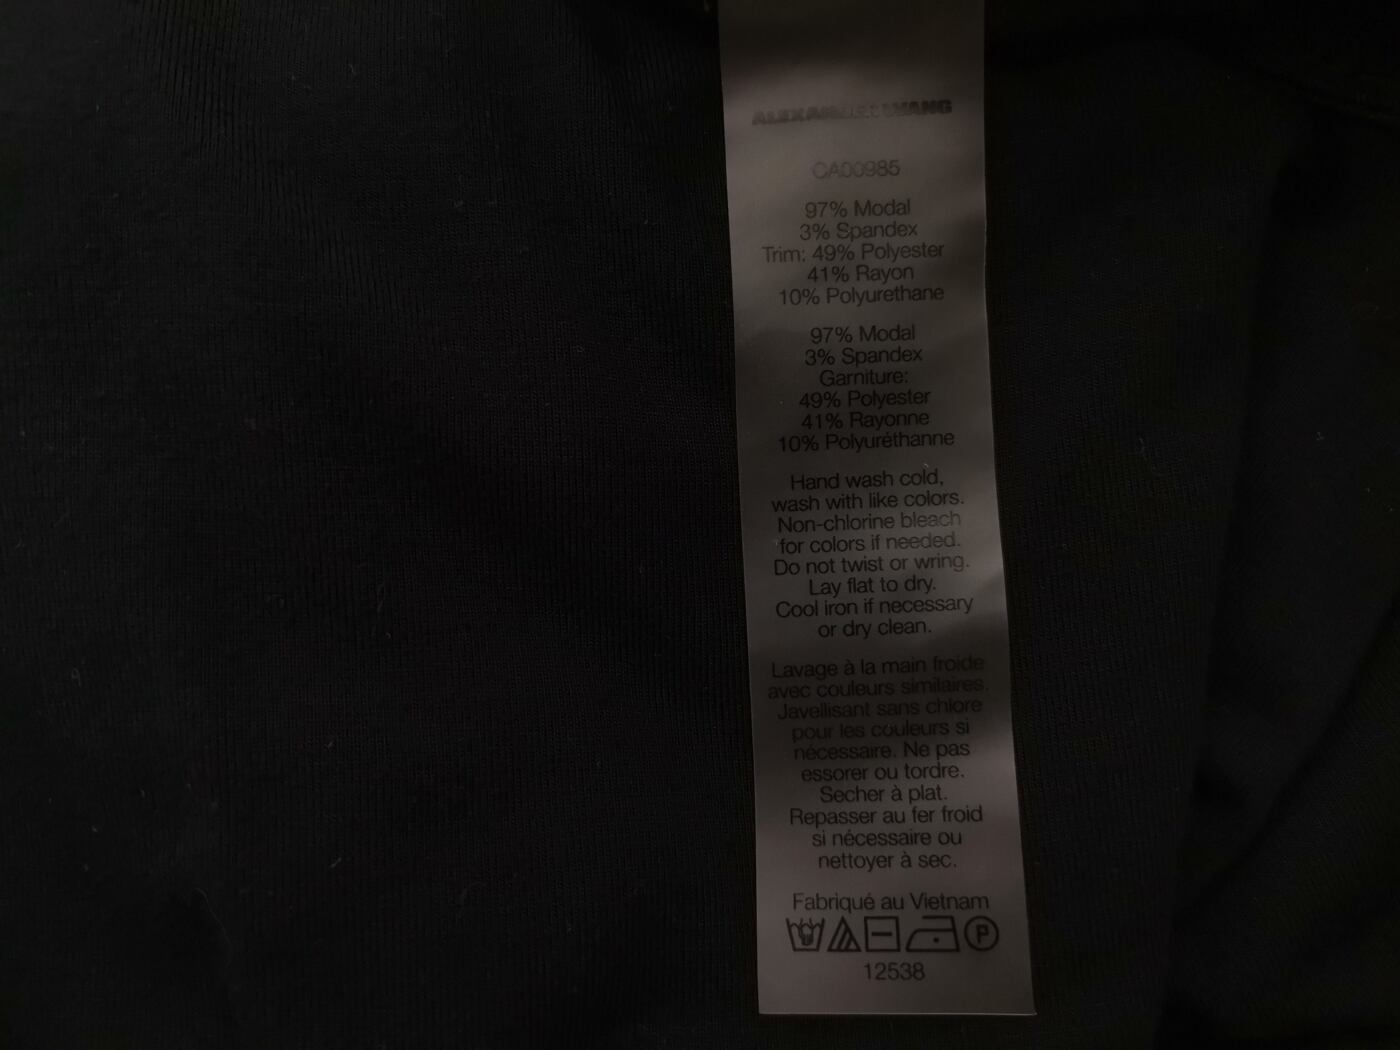 ALEXANDER WANG
CA00985
97% Modal
3% Spandex
Trim: 49% Polyester
41% Rayon
10% Polyurethane
97% Modal
3% Spandex
Garniture:
49% Polyester
41% Rayonne
10% Polyuréthanne
Hand wash cold,
wash with like colors.
Non-chlorine bleach
for colors if needed.
Do not twist or wring.
Lay flat to dry.
Cool iron if necessary
or dry clean.
Lavage à la main froide
avec couleurs similaires.
Javellisant sans chlore
pour les couleurs si
nécessaire. Ne pas
essorer ou tordre.
Secher à plat.
Repasser au fer froid
si nécessaire ou
nettoyer à sec.
Fabriqué au Vietnam
P
12538